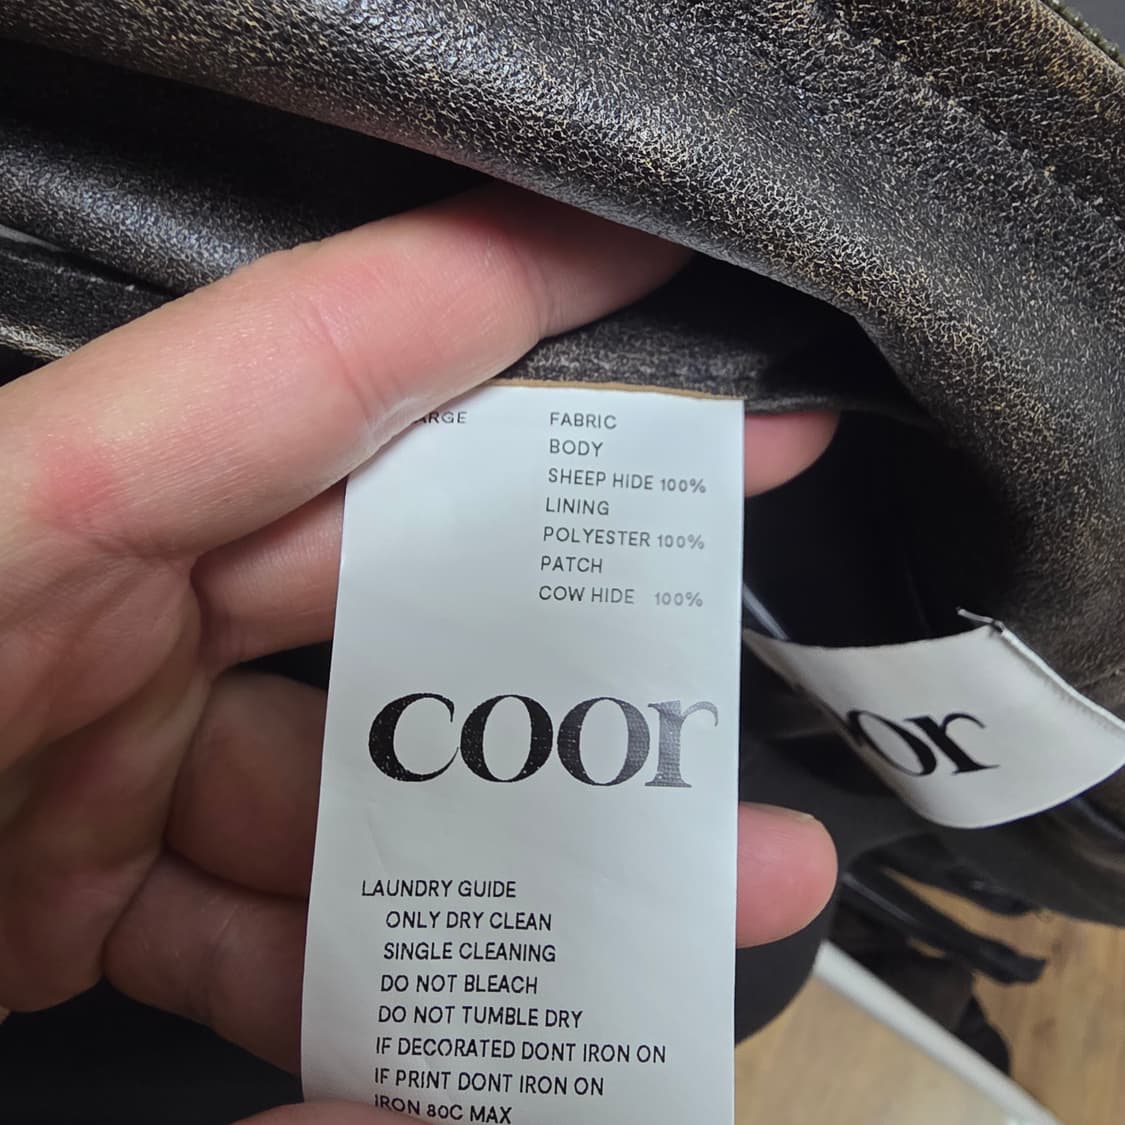 FABRIC
BODY
SHEEP HIDE 100%
LINING
POLYESTER 100%
PATCH
COW HIDE 100%
coor
LAUNDRY GUIDE
ONLY DRY CLEAN
SINGLE CLEANING
DO NOT BLEACH
DO NOT TUMBLE DRY
IF DECORATED DONT IRON ON
IF PRINT DONT IRON ON
IRON 80C MAX